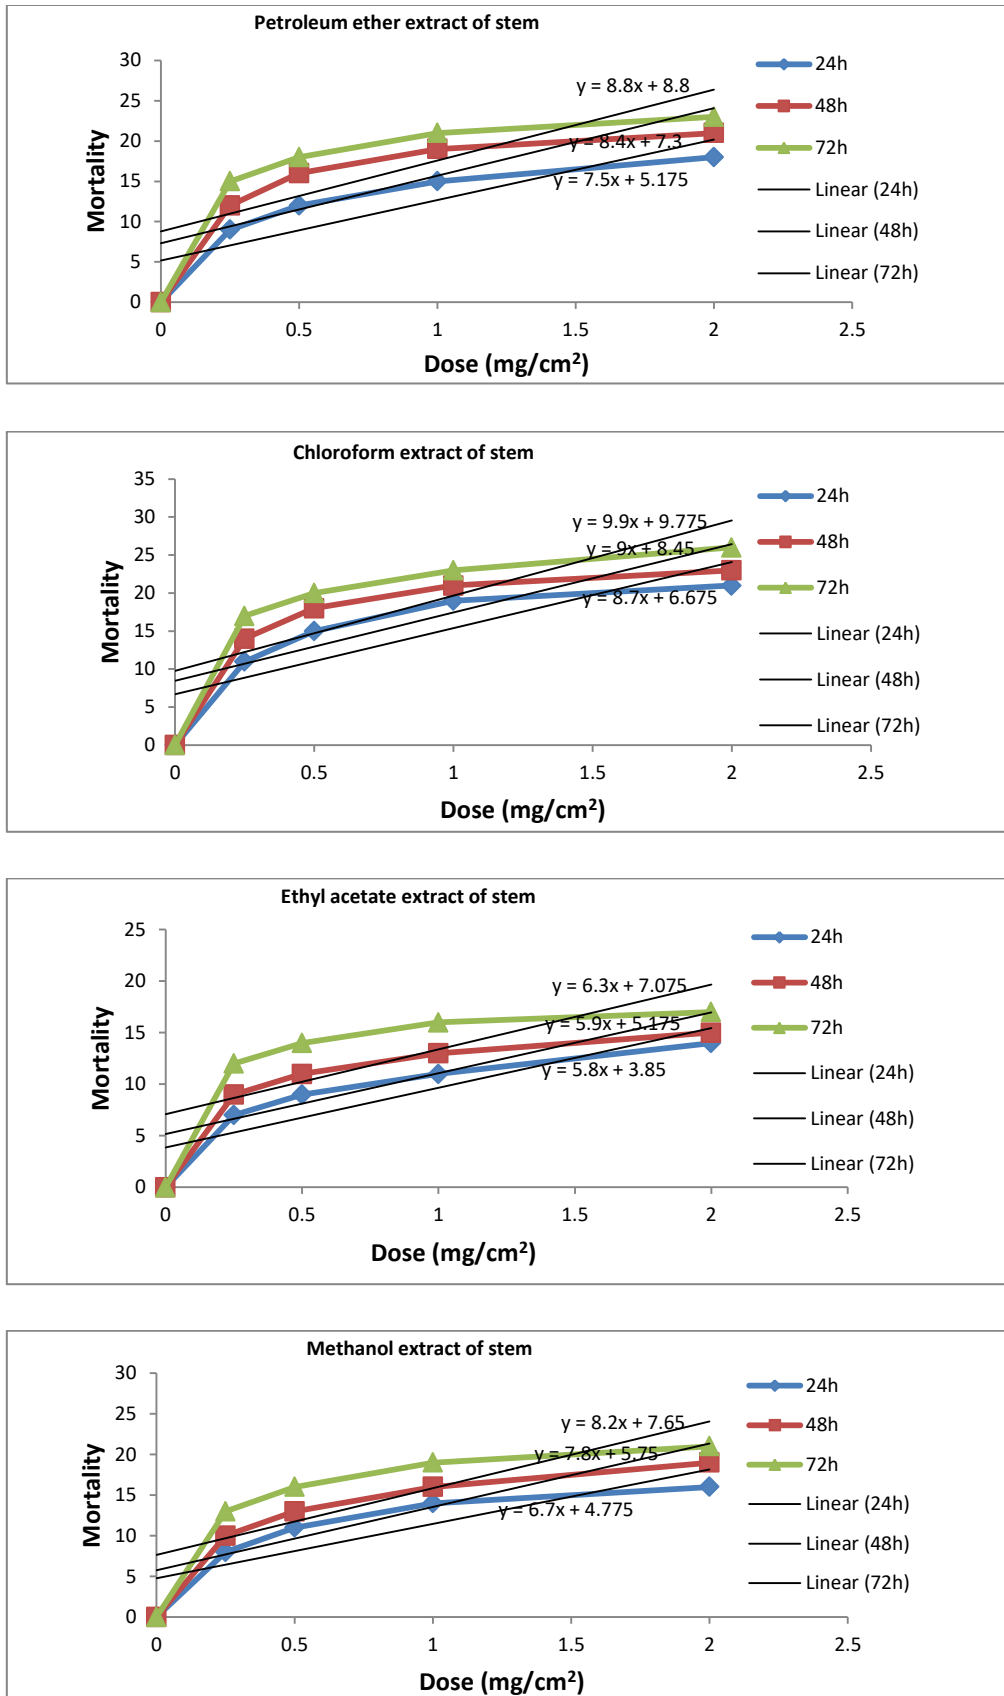 Petroleum ether extract of stem
30
25
20
15
10
5
0
Mortality
0 0.5 1 1.5 2 2.5
Dose (mg/cm²)
y = 8.8x + 8.8
y = 8.4x + 7.3
y = 7.5x + 5.175
24h
48h
72h
Linear (24h)
Linear (48h)
Linear (72h)
Chloroform extract of stem
35
30
25
20
15
10
5
0
Mortality
0 0.5 1 1.5 2 2.5
Dose (mg/cm²)
y = 9.9x + 9.775
y = 9x + 8.45
y = 8.7x + 6.675
24h
48h
72h
Linear (24h)
Linear (48h)
Linear (72h)
Ethyl acetate extract of stem
25
20
15
10
5
0
Mortality
0 0.5 1 1.5 2 2.5
Dose (mg/cm²)
y = 6.3x + 7.075
y = 5.9x + 5.175
y = 5.8x + 3.85
24h
48h
72h
Linear (24h)
Linear (48h)
Linear (72h)
Methanol extract of stem
30
25
20
15
10
5
0
Mortality
0 0.5 1 1.5 2 2.5
Dose (mg/cm²)
y = 8.2x + 7.65
y = 7.8x + 5.75
y = 6.7x + 4.775
24h
48h
72h
Linear (24h)
Linear (48h)
Linear (72h)